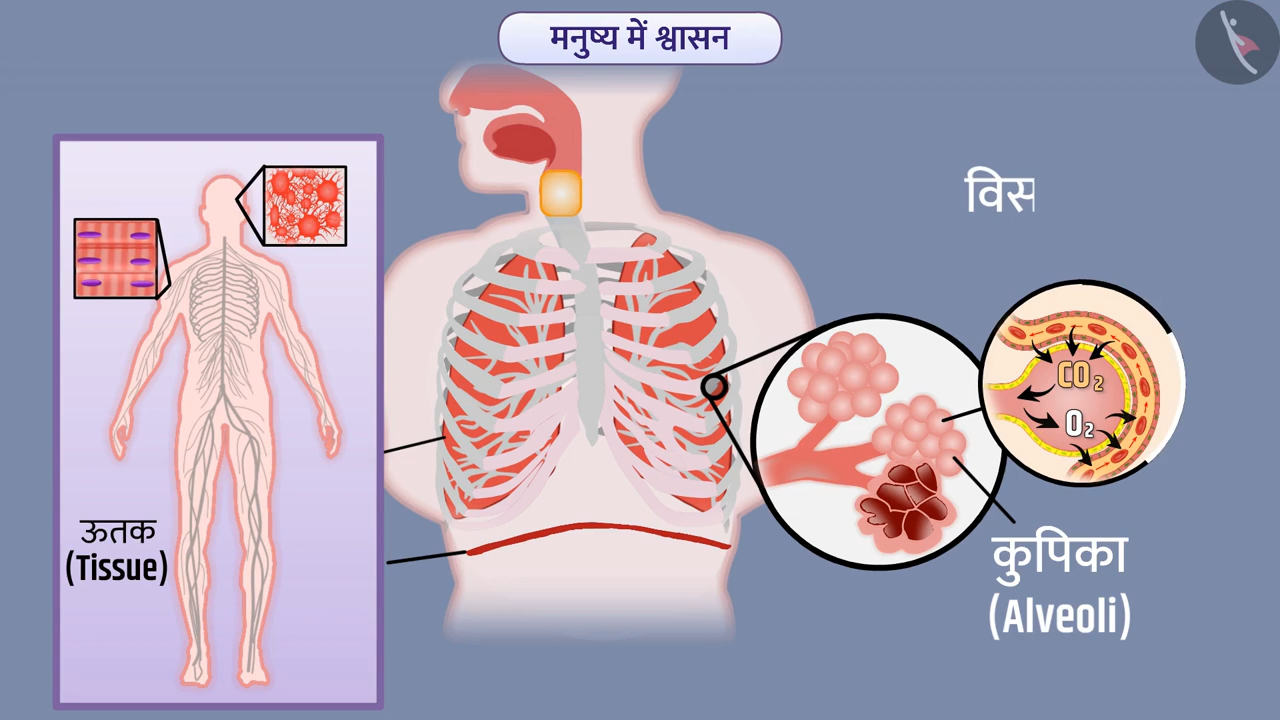 मनुष्य में श्वासन
विस
CO₂
O₂
ऊतक
(Tissue)
कुपिका
(Alveoli)